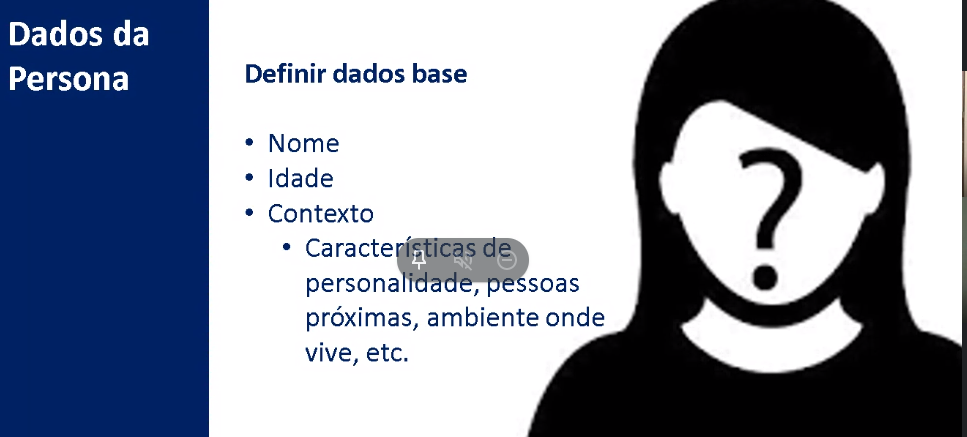 Dados da
Persona
Definir dados base
• Nome
• Idade
• Contexto
• Características de
personalidade, pessoas
próximas, ambiente onde
vive, etc.
?